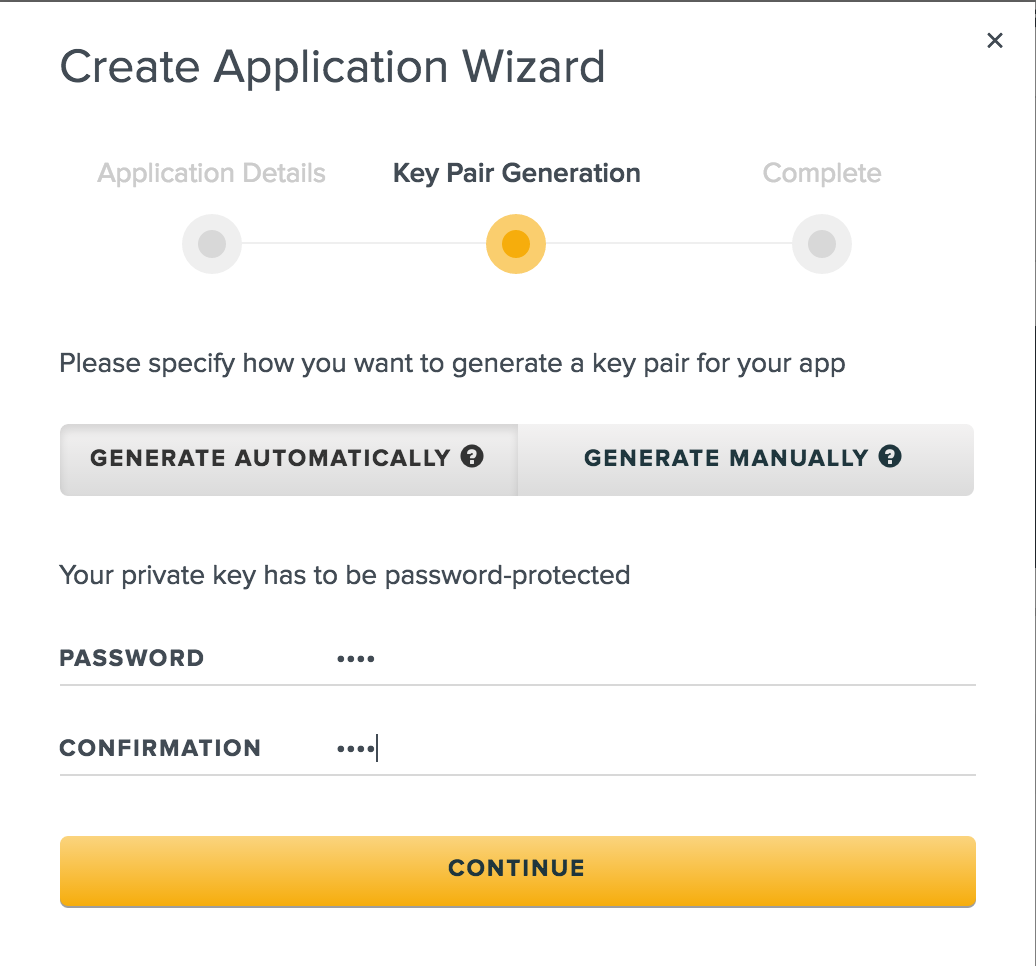 Create Application Wizard
×
Application Details Key Pair Generation Complete
Please specify how you want to generate a key pair for your app
GENERATE AUTOMATICALLY ? GENERATE MANUALLY ?
Your private key has to be password-protected
PASSWORD ••••
CONFIRMATION ••••
CONTINUE